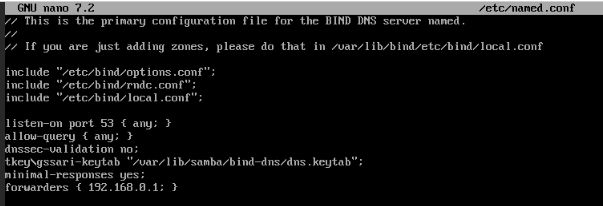 GNU nano 7.2 /etc/named.conf
// This is the primary configuration file for the BIND DNS server named.
//
// If you are just adding zones, please do that in /var/lib/bind/etc/bind/local.conf
include "/etc/bind/options.conf";
include "/etc/bind/rndc.conf";
include "/etc/bind/local.conf";
listen-on port 53 { any; }
allow-query { any; }
dnssec-validation no;
tkey\gssari-keytab "/var/lib/samba/bind-dns/dns.keytab";
minimal-responses yes;
forwarders { 192.168.0.1; }